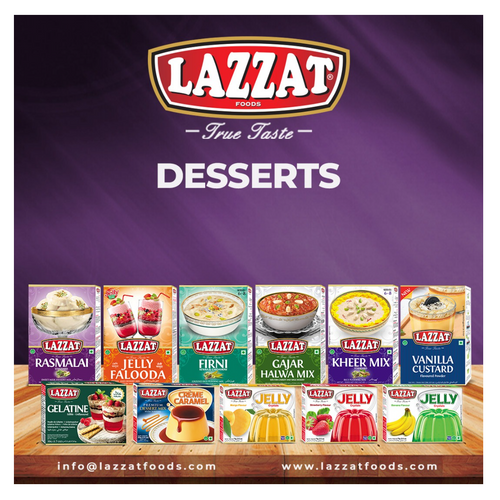 LAZZAT
FOODS
True Taste
DESSERTS
LAZZAT
RASMALAI
LAZZAT
JELLY
FALOODA
LAZZAT
FIRNI
LAZZAT
GAJAR
HALWA MIX
LAZZAT
KHEER MIX
LAZZAT
VANILLA
CUSTARD
LAZZAT
GELATINE
LAZZAT
CRÈME
CARAMEL
LAZZAT
JELLY
LAZZAT
JELLY
LAZZAT
JELLY
info@lazzatfoods.com
www.lazzatfoods.com